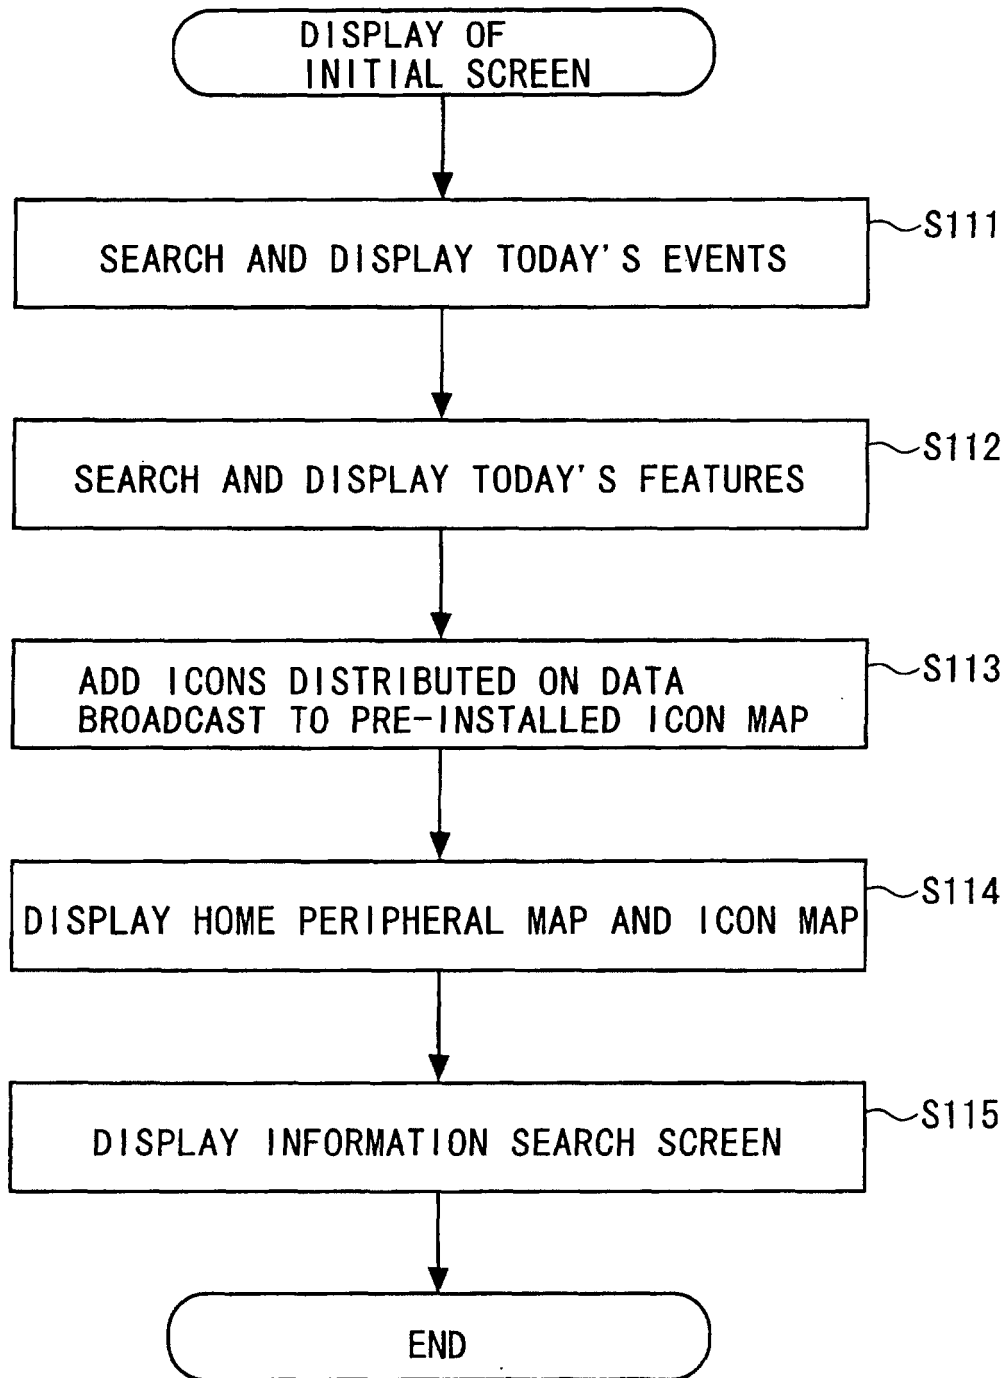 DISPLAY OF
INITIAL SCREEN
S111
SEARCH AND DISPLAY TODAY'S EVENTS
S112
SEARCH AND DISPLAY TODAY'S FEATURES
S113
ADD ICONS DISTRIBUTED ON DATA
BROADCAST TO PRE-INSTALLED ICON MAP
S114
DISPLAY HOME PERIPHERAL MAP AND ICON MAP
S115
DISPLAY INFORMATION SEARCH SCREEN
END